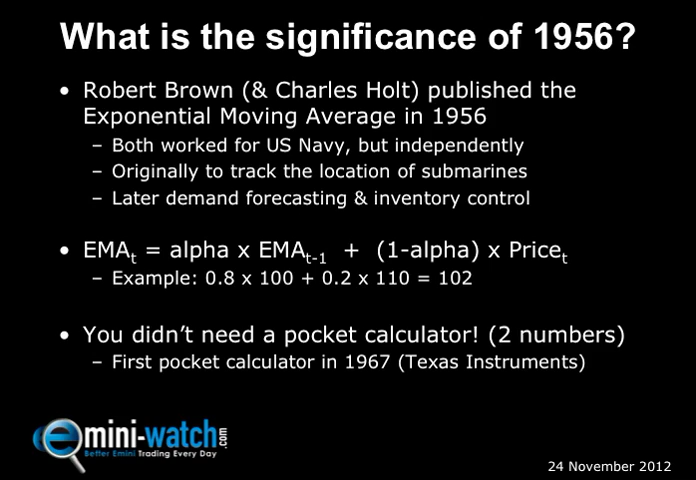 What is the significance of 1956?
• Robert Brown (& Charles Holt) published the
Exponential Moving Average in 1956
– Both worked for US Navy, but independently
– Originally to track the location of submarines
– Later demand forecasting & inventory control
• EMAt = alpha x EMAt-1 + (1-alpha) x Pricet
– Example: 0.8 x 100 + 0.2 x 110 = 102
• You didn’t need a pocket calculator! (2 numbers)
– First pocket calculator in 1967 (Texas Instruments)
emini-watch.com
Better Emini Trading Every Day
24 November 2012